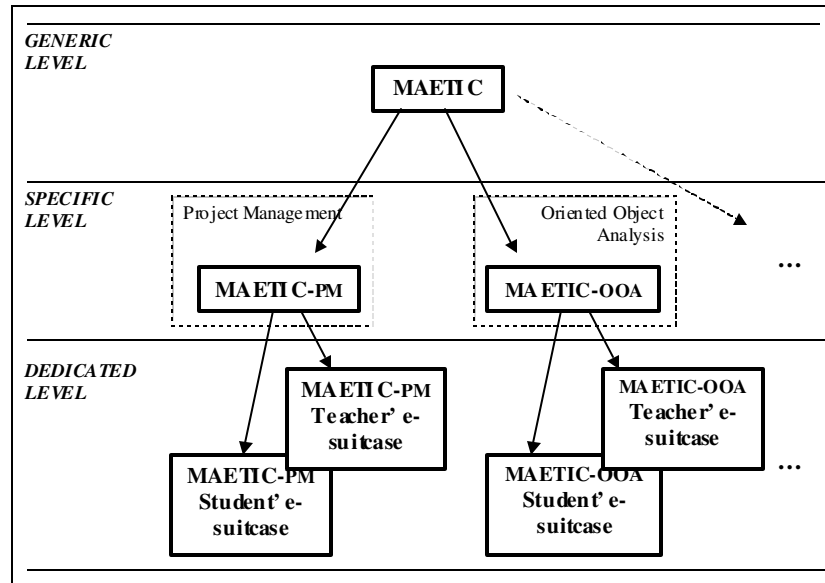 GENERIC
LEVEL
MAETIC
SPECIFIC
LEVEL
Project Management
Oriented Object
Analysis
...
MAETIC-PM
MAETIC-OOA
DEDICATED
LEVEL
MAETIC-PM
Teacher' e-
suitcase
MAETIC-OOA
Teacher' e-
suitcase
MAETIC-PM
Student' e-
suitcase
MAETIC-OOA
Student' e-
suitcase
...